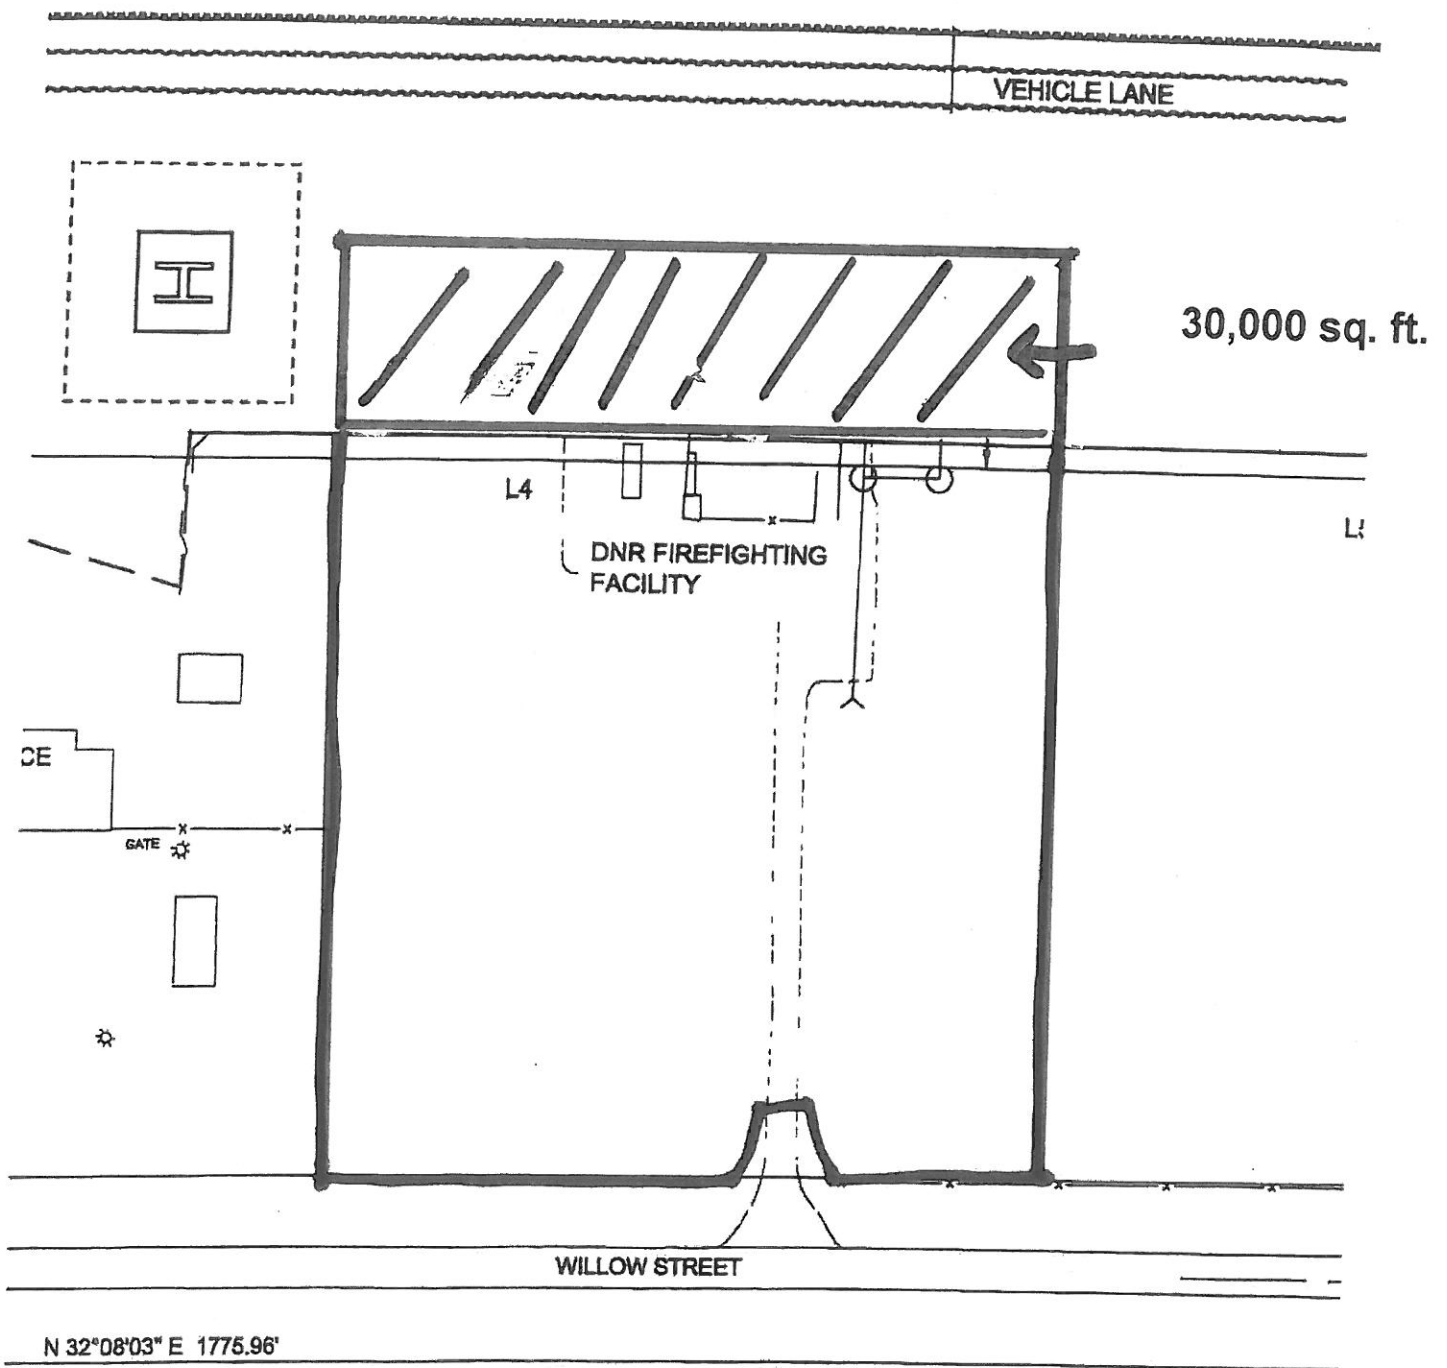 VEHICLE LANE
H
30,000 sq. ft.
L4
DNR FIREFIGHTING
FACILITY
CE
GATE
WILLOW STREET
N 32°08'03" E 1775.96'